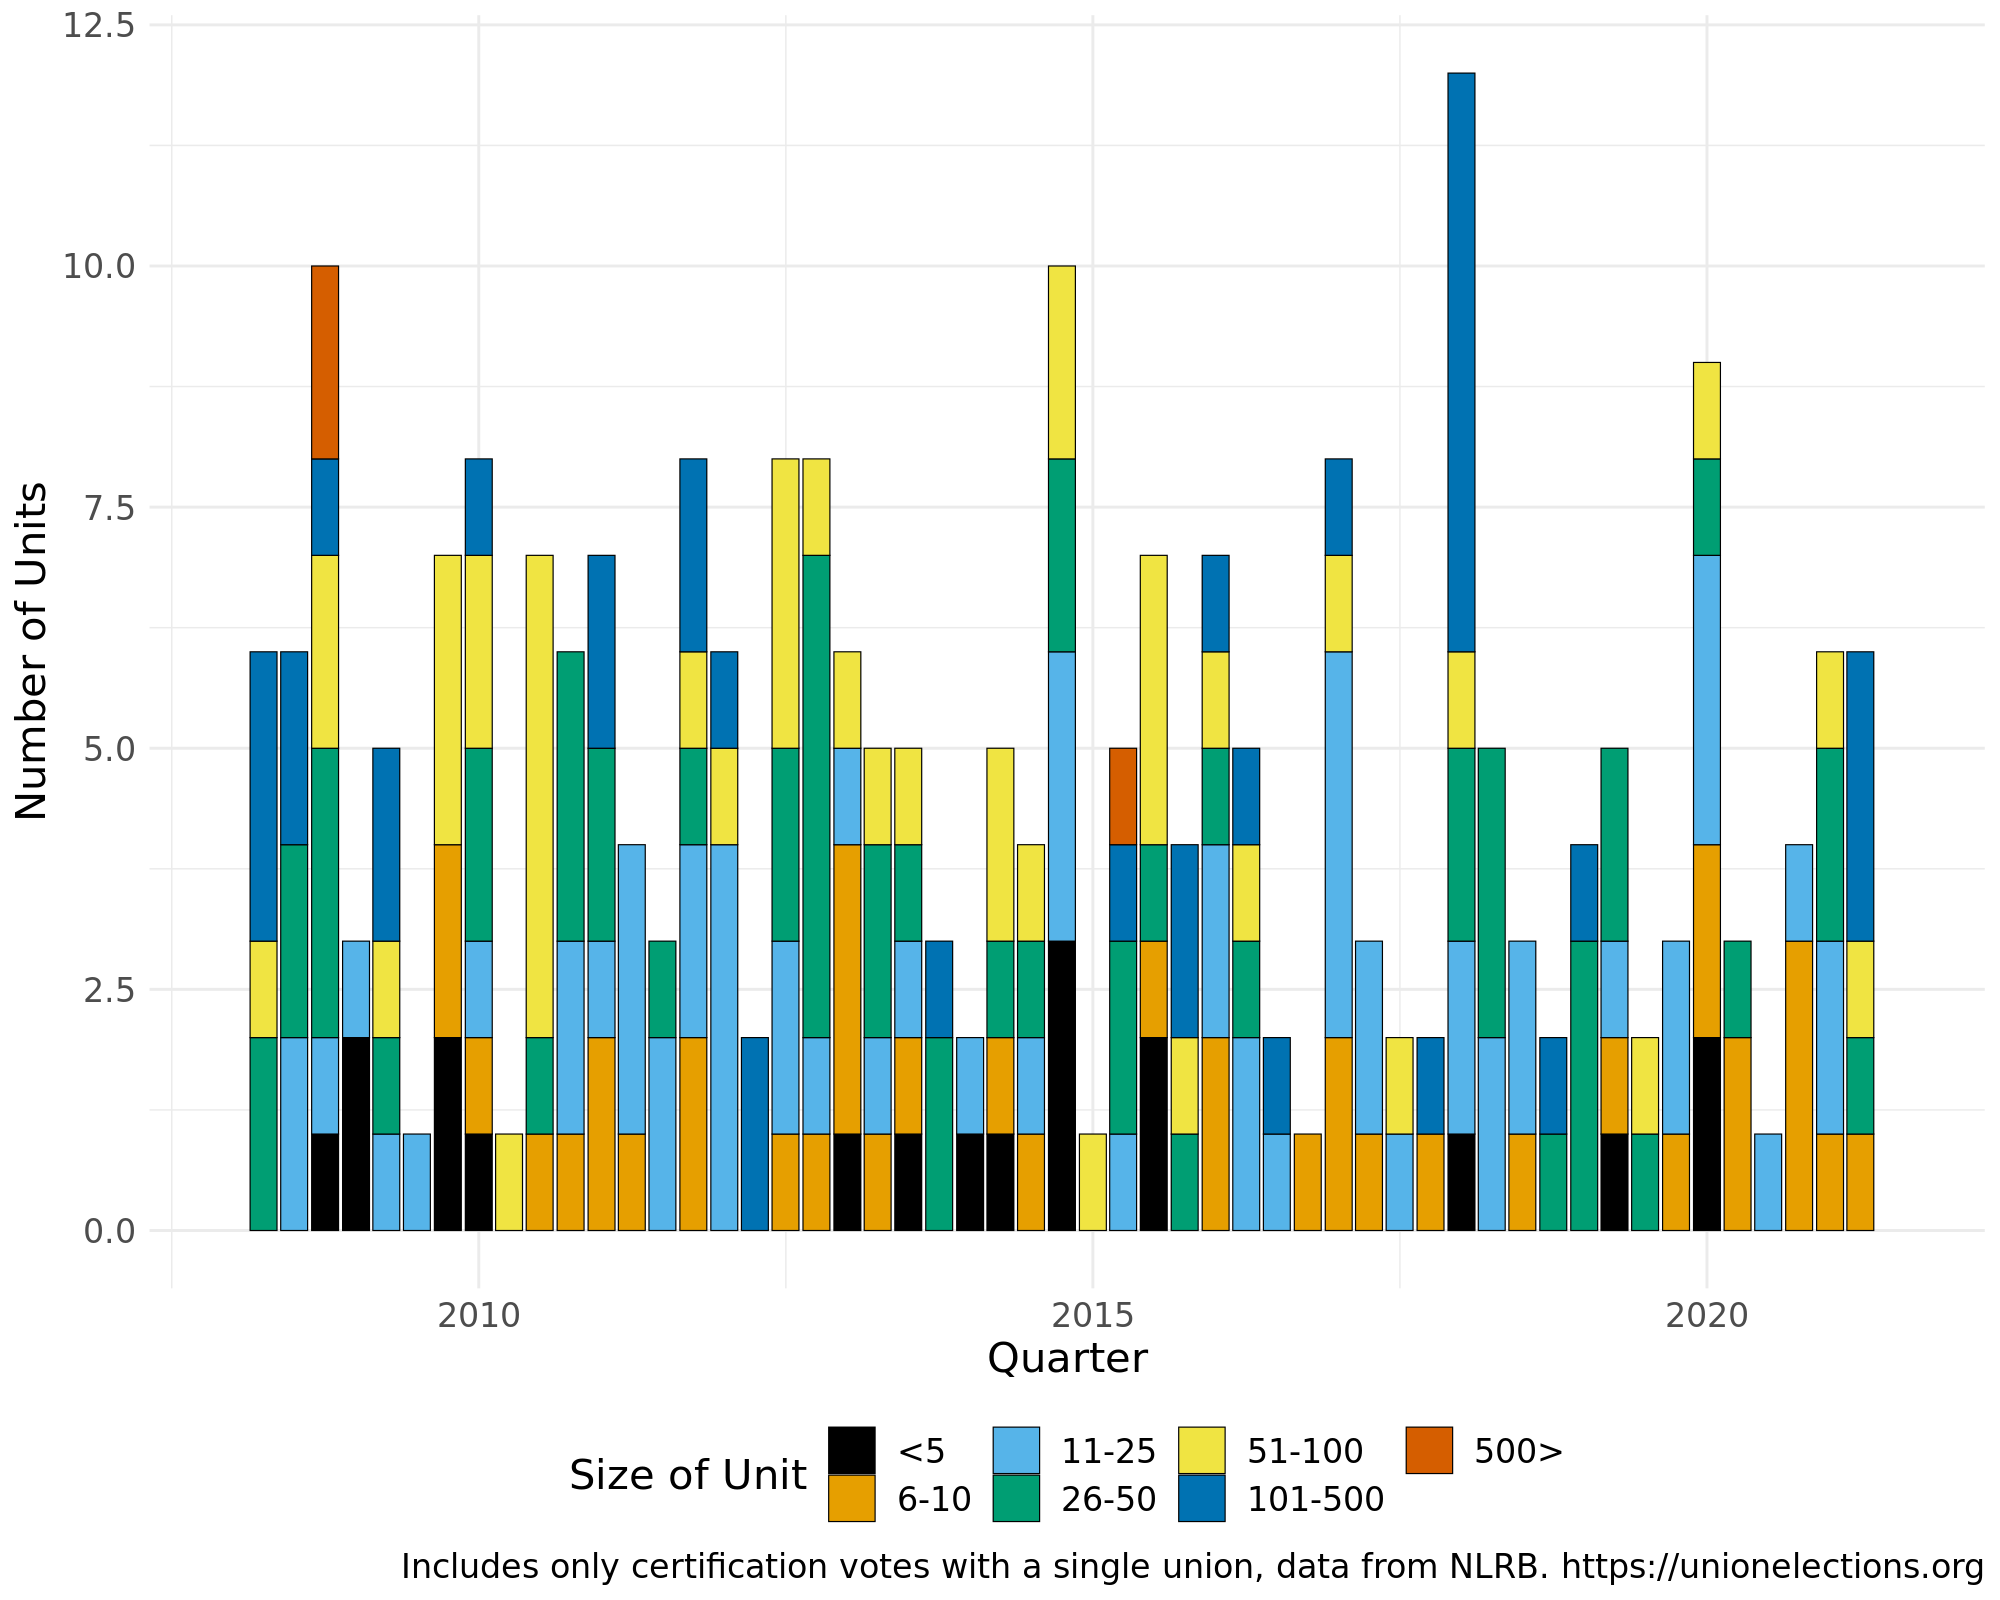 12.5
10.0
7.5
5.0
2.5
0.0
Number of Units
2010 2015 2020
Quarter
Size of Unit
<5 11-25 51-100 500>
6-10 26-50 101-500
Includes only certification votes with a single union, data from NLRB. https://unionelections.org